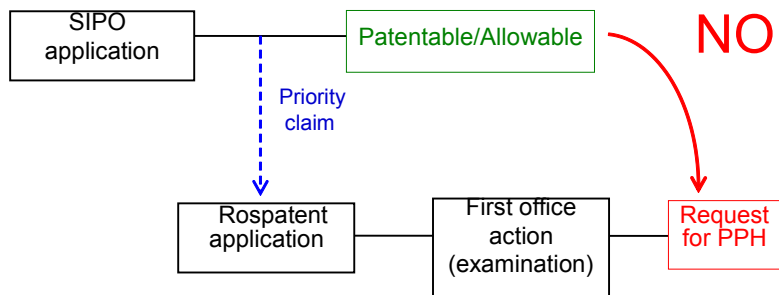 SIPO
application
Patentable/Allowable
NO
Priority
claim
Rospatent
application
First office
action
(examination)
Request
for PPH